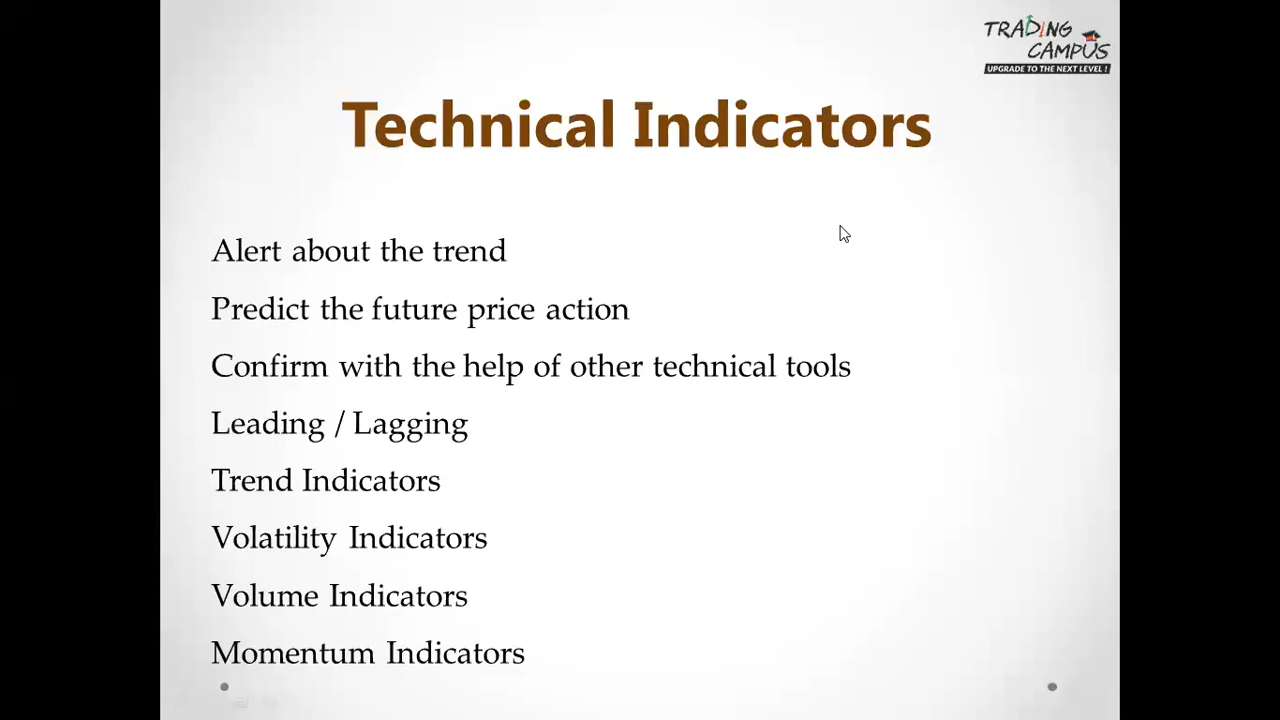 TRADING
CAMPUS
UPGRADE TO THE NEXT LEVEL !
Technical Indicators
Alert about the trend
Predict the future price action
Confirm with the help of other technical tools
Leading / Lagging
Trend Indicators
Volatility Indicators
Volume Indicators
Momentum Indicators